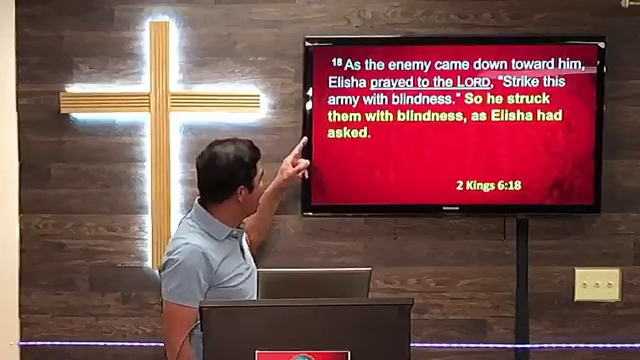 18 As the enemy came down toward him,
Elisha prayed to the LORD, "Strike this
army with blindness." So he struck
them with blindness, as Elisha had
asked.
2 Kings 6:18